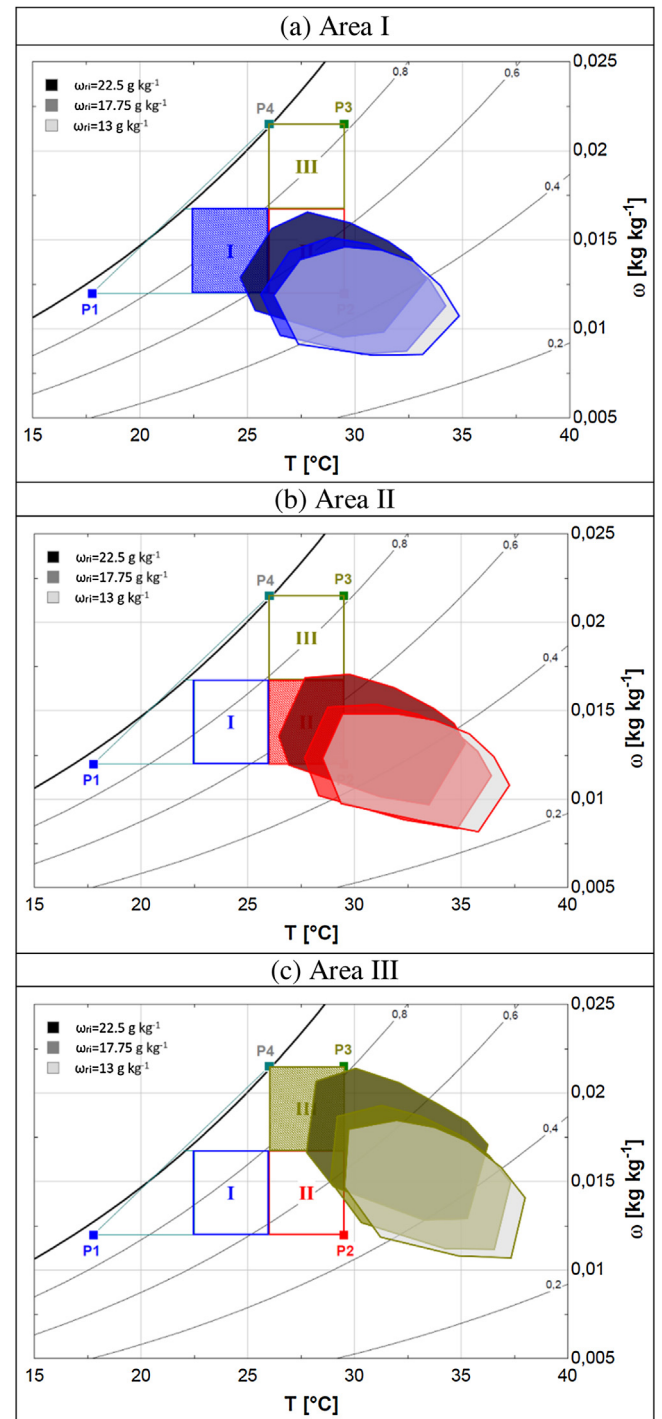 (a) Area I
ωri=22.5 g kg⁻¹
ωri=17.75 g kg⁻¹
ωri=13 g kg⁻¹
P4 P3 0,8 0,6 0,025
III 0,02
0,4
I II 0,015
P1 P2 0,01
0,2
0,005
ω [kg kg⁻¹]
15 20 25 30 35 40
T [°C]
(b) Area II
ωri=22.5 g kg⁻¹
ωri=17.75 g kg⁻¹
ωri=13 g kg⁻¹
P4 P3 0,8 0,6 0,025
III 0,02
0,4
I II 0,015
P1 0,01
0,2
0,005
ω [kg kg⁻¹]
15 20 25 30 35 40
T [°C]
(c) Area III
ωri=22.5 g kg⁻¹
ωri=17.75 g kg⁻¹
ωri=13 g kg⁻¹
P4 P3 0,8 0,6 0,025
III 0,02
0,4
I II 0,015
P1 P2 0,01
0,2
0,005
ω [kg kg⁻¹]
15 20 25 30 35 40
T [°C]